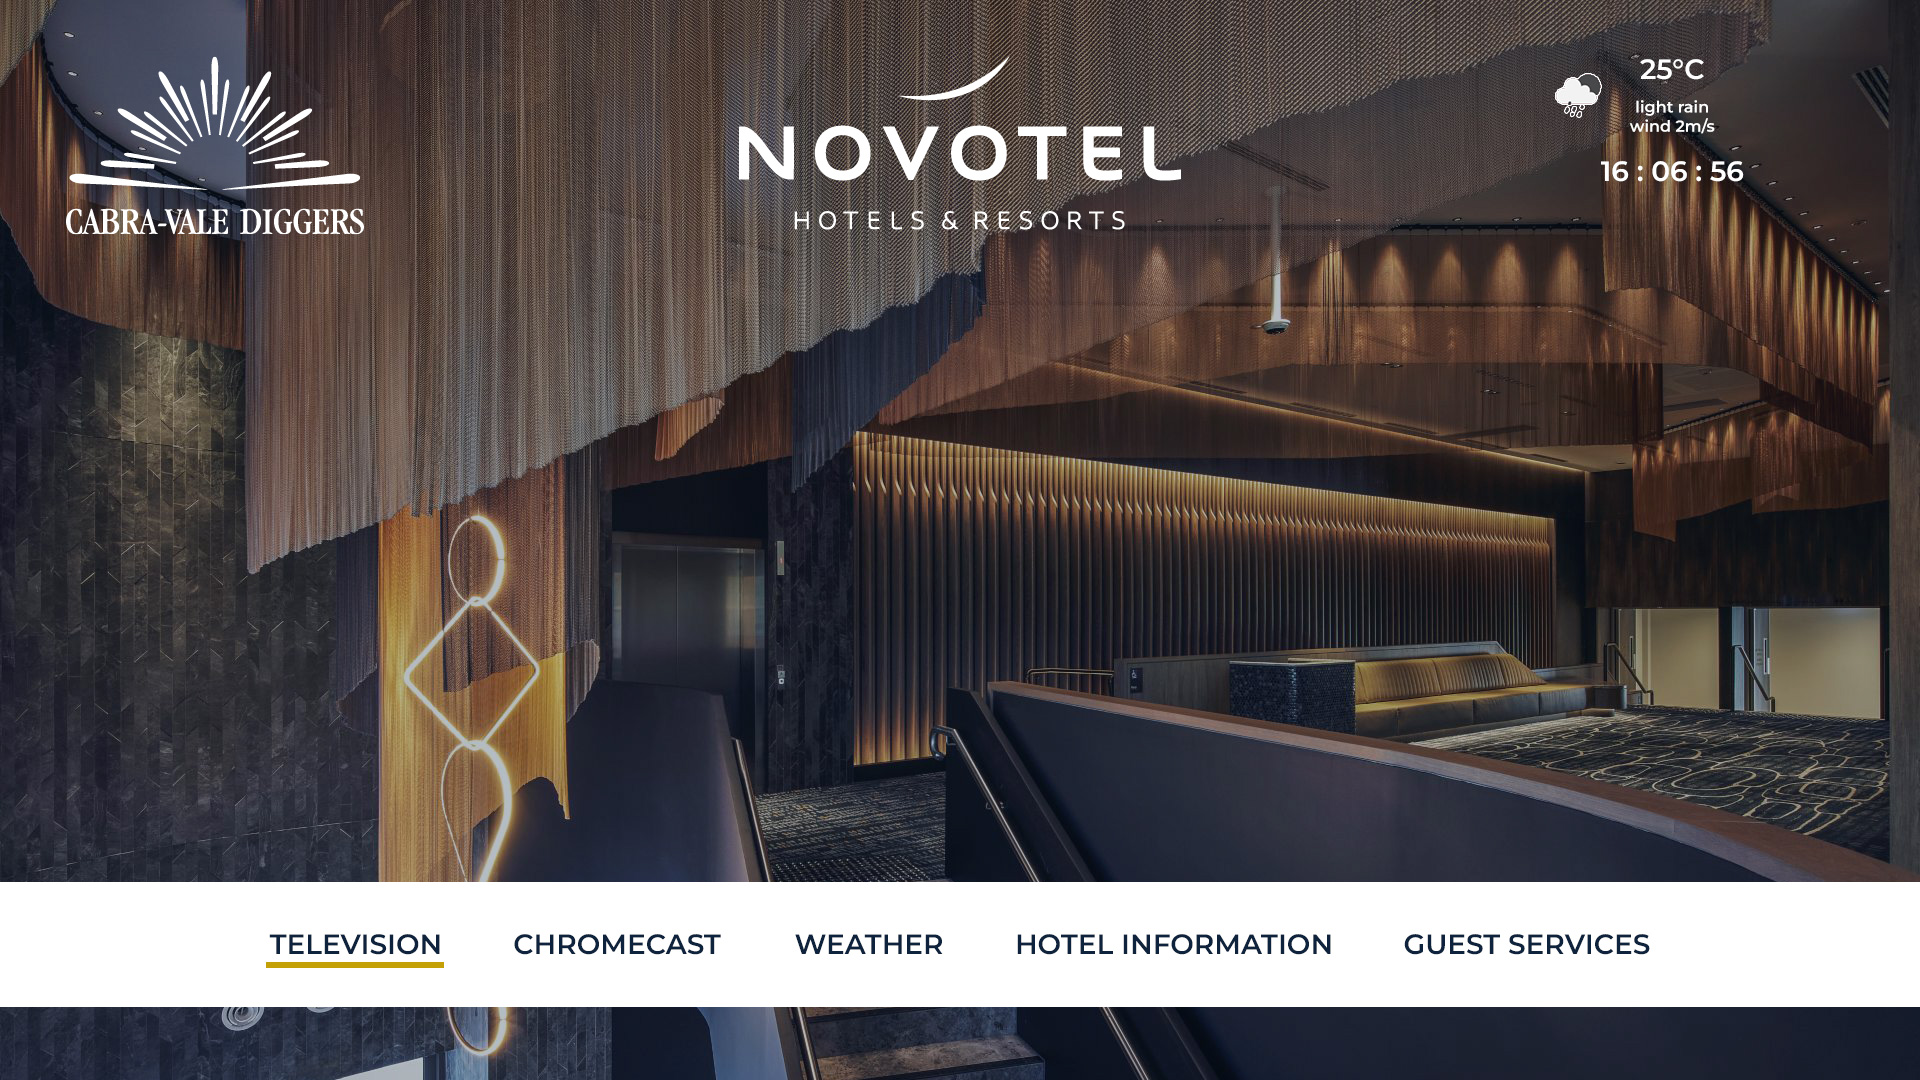 CABRA-VALE DIGGERS
NOVOTEL
HOTELS & RESORTS
25°C
light rain
wind 2m/s
16 : 06 : 56
TELEVISION
CHROMECAST
WEATHER
HOTEL INFORMATION
GUEST SERVICES